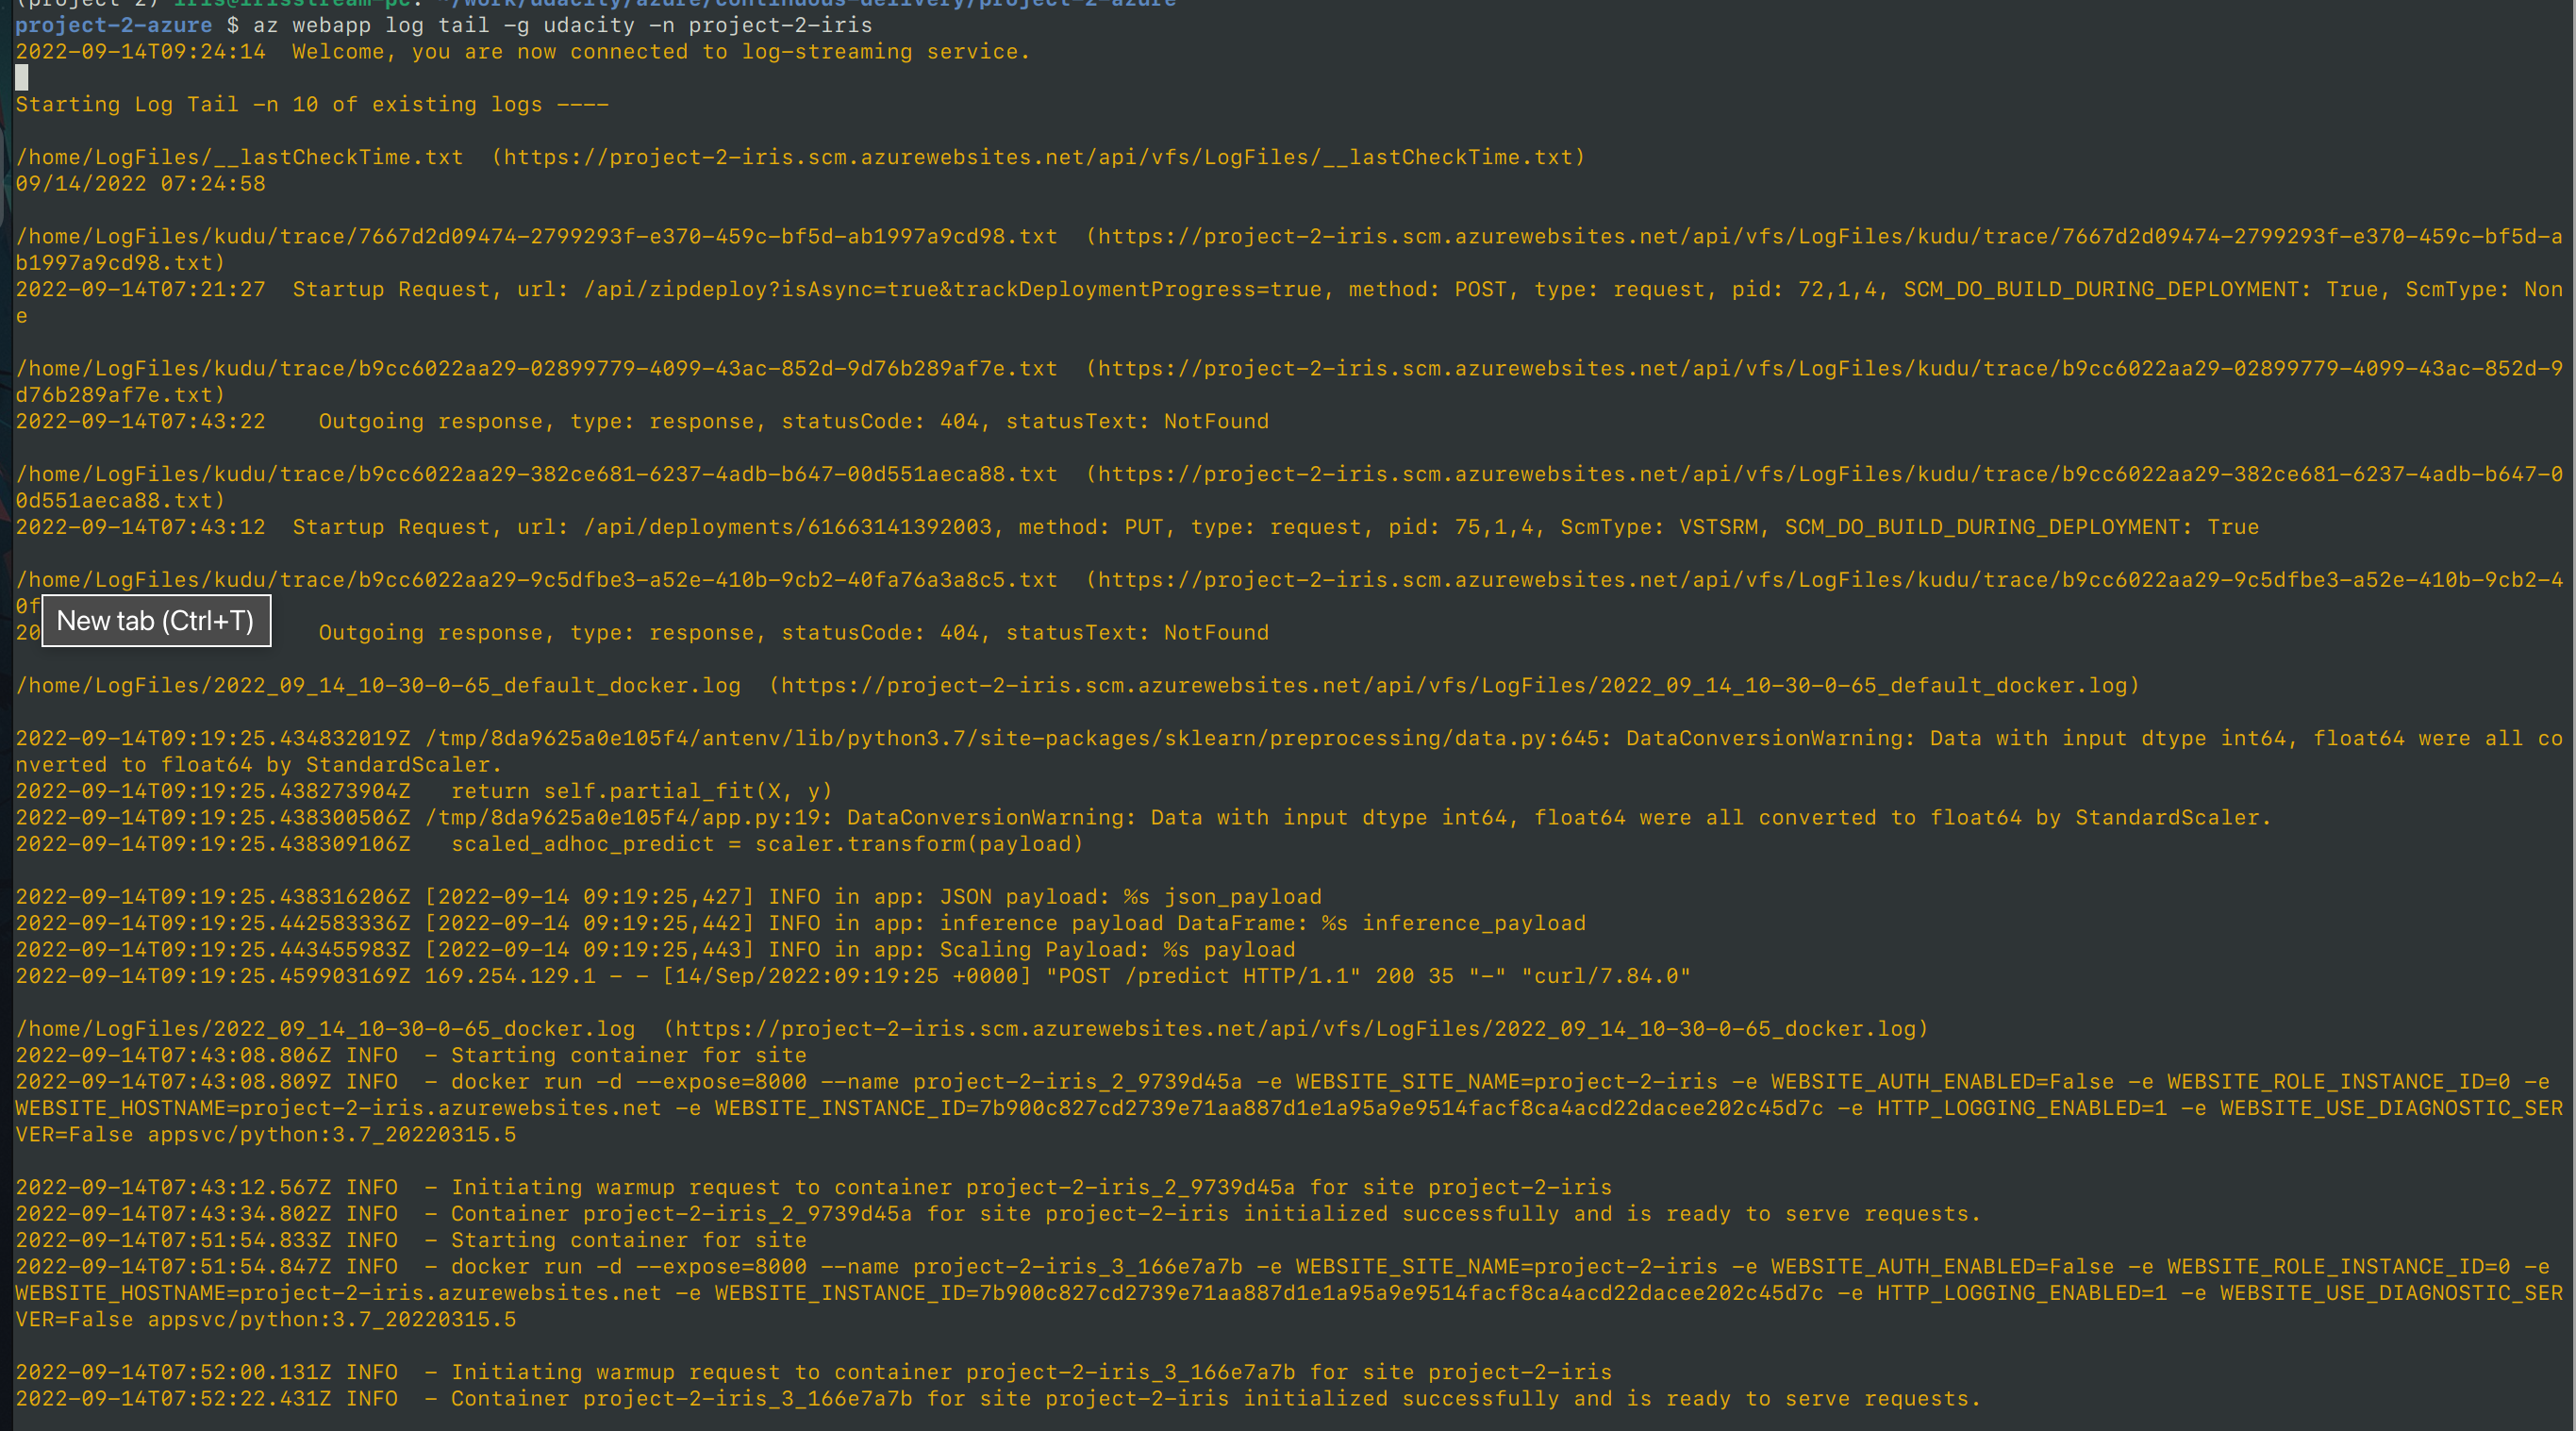 (project-2) iris@irisstream-pc: ~/work/udacity/azure/continuous-delivery/project-2-azure
project-2-azure $ az webapp log tail -g udacity -n project-2-iris
2022-09-14T09:24:14  Welcome, you are now connected to log-streaming service.
Starting Log Tail -n 10 of existing logs ----
/home/LogFiles/__lastCheckTime.txt  (https://project-2-iris.scm.azurewebsites.net/api/vfs/LogFiles/__lastCheckTime.txt)
09/14/2022 07:24:58
/home/LogFiles/kudu/trace/7667d2d09474-2799293f-e370-459c-bf5d-ab1997a9cd98.txt  (https://project-2-iris.scm.azurewebsites.net/api/vfs/LogFiles/kudu/trace/7667d2d09474-2799293f-e370-459c-bf5d-a
b1997a9cd98.txt)
2022-09-14T07:21:27  Startup Request, url: /api/zipdeploy?isAsync=true&trackDeploymentProgress=true, method: POST, type: request, pid: 72,1,4, SCM_DO_BUILD_DURING_DEPLOYMENT: True, ScmType: Non
e
/home/LogFiles/kudu/trace/b9cc6022aa29-02899779-4099-43ac-852d-9d76b289af7e.txt  (https://project-2-iris.scm.azurewebsites.net/api/vfs/LogFiles/kudu/trace/b9cc6022aa29-02899779-4099-43ac-852d-9
d76b289af7e.txt)
2022-09-14T07:43:22    Outgoing response, type: response, statusCode: 404, statusText: NotFound
/home/LogFiles/kudu/trace/b9cc6022aa29-382ce681-6237-4adb-b647-00d551aeca88.txt  (https://project-2-iris.scm.azurewebsites.net/api/vfs/LogFiles/kudu/trace/b9cc6022aa29-382ce681-6237-4adb-b647-0
0d551aeca88.txt)
2022-09-14T07:43:12  Startup Request, url: /api/deployments/61663141392003, method: PUT, type: request, pid: 75,1,4, ScmType: VSTSRM, SCM_DO_BUILD_DURING_DEPLOYMENT: True
/home/LogFiles/kudu/trace/b9cc6022aa29-9c5dfbe3-a52e-410b-9cb2-40fa76a3a8c5.txt  (https://project-2-iris.scm.azurewebsites.net/api/vfs/LogFiles/kudu/trace/b9cc6022aa29-9c5dfbe3-a52e-410b-9cb2-4
0f
New tab (Ctrl+T)
20    Outgoing response, type: response, statusCode: 404, statusText: NotFound
/home/LogFiles/2022_09_14_10-30-0-65_default_docker.log  (https://project-2-iris.scm.azurewebsites.net/api/vfs/LogFiles/2022_09_14_10-30-0-65_default_docker.log)
2022-09-14T09:19:25.434832019Z /tmp/8da9625a0e105f4/antenv/lib/python3.7/site-packages/sklearn/preprocessing/data.py:645: DataConversionWarning: Data with input dtype int64, float64 were all co
nverted to float64 by StandardScaler.
2022-09-14T09:19:25.438273904Z   return self.partial_fit(X, y)
2022-09-14T09:19:25.438300506Z /tmp/8da9625a0e105f4/app.py:19: DataConversionWarning: Data with input dtype int64, float64 were all converted to float64 by StandardScaler.
2022-09-14T09:19:25.438309106Z   scaled_adhoc_predict = scaler.transform(payload)
2022-09-14T09:19:25.438316206Z [2022-09-14 09:19:25,427] INFO in app: JSON payload: %s json_payload
2022-09-14T09:19:25.442583336Z [2022-09-14 09:19:25,442] INFO in app: inference payload DataFrame: %s inference_payload
2022-09-14T09:19:25.443455983Z [2022-09-14 09:19:25,443] INFO in app: Scaling Payload: %s payload
2022-09-14T09:19:25.459903169Z 169.254.129.1 - - [14/Sep/2022:09:19:25 +0000] "POST /predict HTTP/1.1" 200 35 "-" "curl/7.84.0"
/home/LogFiles/2022_09_14_10-30-0-65_docker.log  (https://project-2-iris.scm.azurewebsites.net/api/vfs/LogFiles/2022_09_14_10-30-0-65_docker.log)
2022-09-14T07:43:08.806Z INFO  - Starting container for site
2022-09-14T07:43:08.809Z INFO  - docker run -d --expose=8000 --name project-2-iris_2_9739d45a -e WEBSITE_SITE_NAME=project-2-iris -e WEBSITE_AUTH_ENABLED=False -e WEBSITE_ROLE_INSTANCE_ID=0 -e
WEBSITE_HOSTNAME=project-2-iris.azurewebsites.net -e WEBSITE_INSTANCE_ID=7b900c827cd2739e71aa887d1e1a95a9e9514facf8ca4acd22dacee202c45d7c -e HTTP_LOGGING_ENABLED=1 -e WEBSITE_USE_DIAGNOSTIC_SER
VER=False appsvc/python:3.7_20220315.5
2022-09-14T07:43:12.567Z INFO  - Initiating warmup request to container project-2-iris_2_9739d45a for site project-2-iris
2022-09-14T07:43:34.802Z INFO  - Container project-2-iris_2_9739d45a for site project-2-iris initialized successfully and is ready to serve requests.
2022-09-14T07:51:54.833Z INFO  - Starting container for site
2022-09-14T07:51:54.847Z INFO  - docker run -d --expose=8000 --name project-2-iris_3_166e7a7b -e WEBSITE_SITE_NAME=project-2-iris -e WEBSITE_AUTH_ENABLED=False -e WEBSITE_ROLE_INSTANCE_ID=0 -e
WEBSITE_HOSTNAME=project-2-iris.azurewebsites.net -e WEBSITE_INSTANCE_ID=7b900c827cd2739e71aa887d1e1a95a9e9514facf8ca4acd22dacee202c45d7c -e HTTP_LOGGING_ENABLED=1 -e WEBSITE_USE_DIAGNOSTIC_SER
VER=False appsvc/python:3.7_20220315.5
2022-09-14T07:52:00.131Z INFO  - Initiating warmup request to container project-2-iris_3_166e7a7b for site project-2-iris
2022-09-14T07:52:22.431Z INFO  - Container project-2-iris_3_166e7a7b for site project-2-iris initialized successfully and is ready to serve requests.